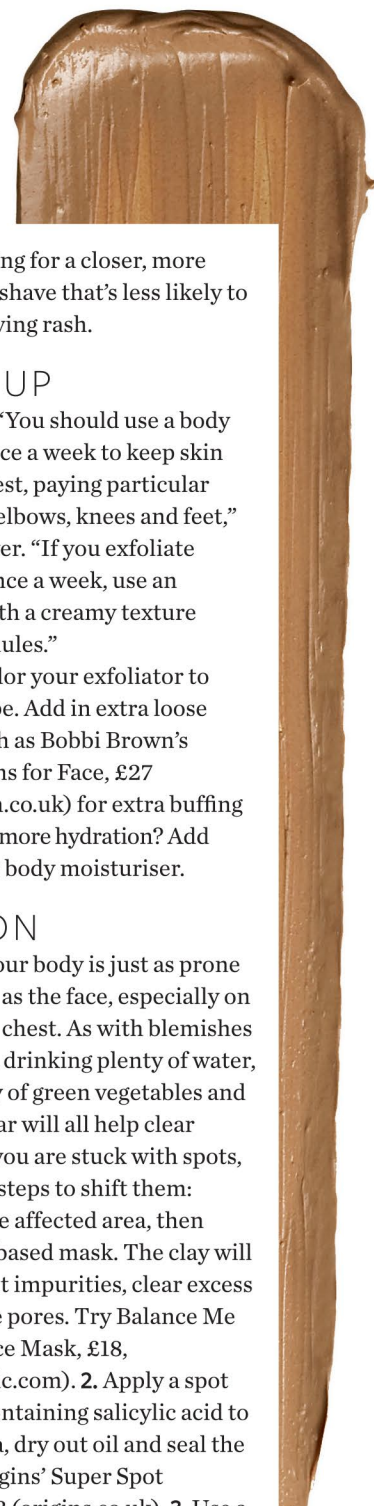 ng for a closer, more
shave that’s less likely to
ving rash.
UP
“You should use a body
ce a week to keep skin
est, paying particular
elbows, knees and feet,”
er. “If you exfoliate
nce a week, use an
th a creamy texture
ules.”
lor your exfoliator to
pe. Add in extra loose
h as Bobbi Brown’s
ns for Face, £27
n.co.uk) for extra buffing
more hydration? Add
body moisturiser.
ON
our body is just as prone
as the face, especially on
chest. As with blemishes
drinking plenty of water,
y of green vegetables and
ar will all help clear
you are stuck with spots,
steps to shift them:
e affected area, then
based mask. The clay will
t impurities, clear excess
e pores. Try Balance Me
ce Mask, £18,
c.com). 2. Apply a spot
ntaining salicylic acid to
a, dry out oil and seal the
gins’ Super Spot